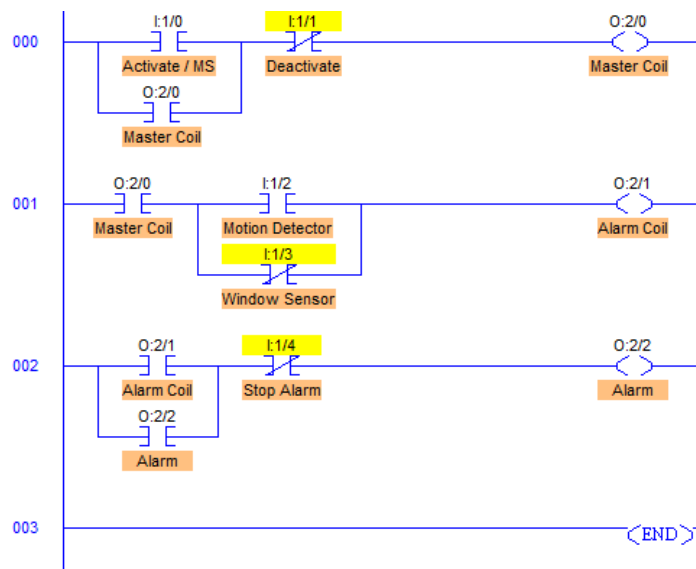 I:1/0 I:1/1 O:2/0
000
Activate / MS Deactivate Master Coil
O:2/0
Master Coil
O:2/0 I:1/2 O:2/1
001
Master Coil Motion Detector Alarm Coil
I:1/3
Window Sensor
O:2/1 I:1/4 O:2/2
002
Alarm Coil Stop Alarm Alarm
O:2/2
Alarm
003 END